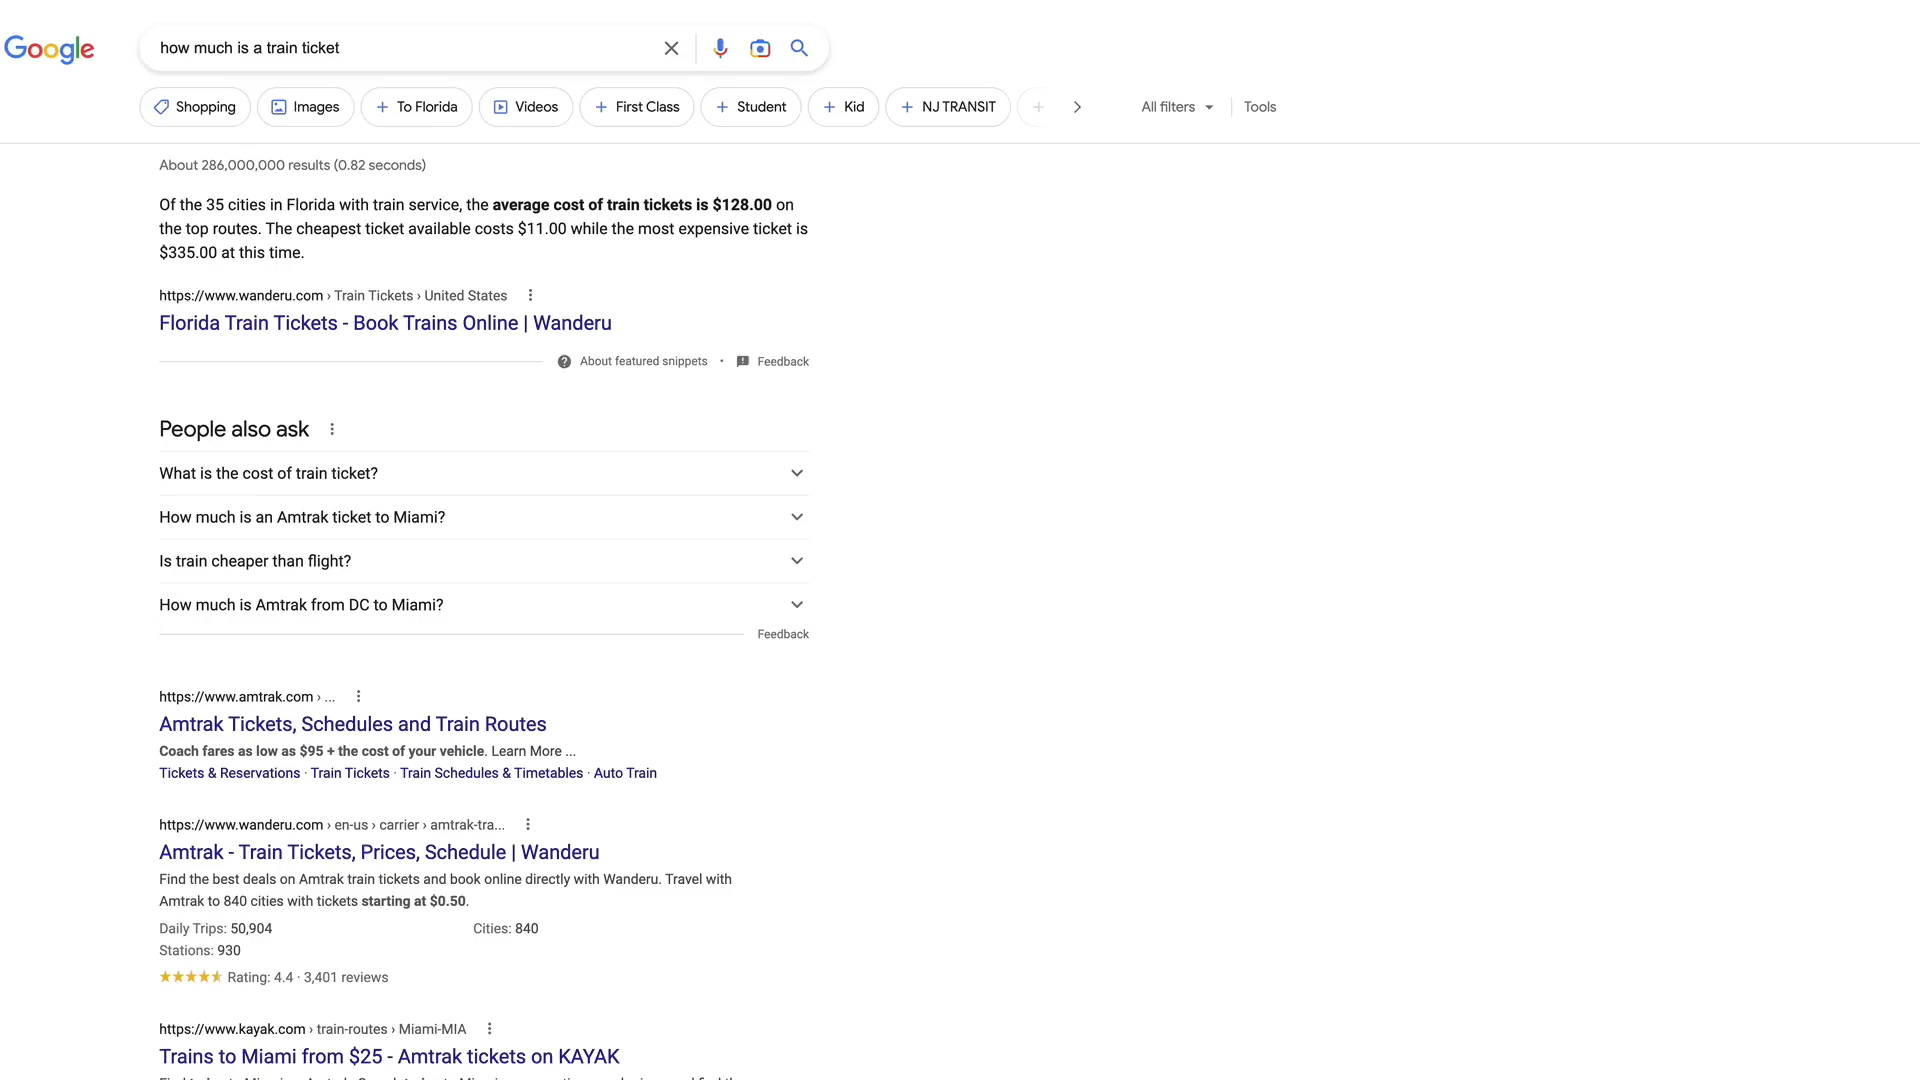 Google
how much is a train ticket
Shopping
Images
To Florida
Videos
First Class
Student
Kid
NJ TRANSIT
All filters
Tools
About 286,000,000 results (0.82 seconds)
Of the 35 cities in Florida with train service, the average cost of train tickets is $128.00 on
the top routes. The cheapest ticket available costs $11.00 while the most expensive ticket is
$335.00 at this time.
https://www.wanderu.com › Train Tickets › United States
Florida Train Tickets - Book Trains Online | Wanderu
About featured snippets • Feedback
People also ask
What is the cost of train ticket?
How much is an Amtrak ticket to Miami?
Is train cheaper than flight?
How much is Amtrak from DC to Miami?
Feedback
https://www.amtrak.com › ...
Amtrak Tickets, Schedules and Train Routes
Coach fares as low as $95 + the cost of your vehicle. Learn More ...
Tickets & Reservations · Train Tickets · Train Schedules & Timetables · Auto Train
https://www.wanderu.com › en-us › carrier › amtrak-tra...
Amtrak - Train Tickets, Prices, Schedule | Wanderu
Find the best deals on Amtrak train tickets and book online directly with Wanderu. Travel with
Amtrak to 840 cities with tickets starting at $0.50.
Daily Trips: 50,904
Cities: 840
Stations: 930
Rating: 4.4 · 3,401 reviews
https://www.kayak.com › train-routes › Miami-MIA
Trains to Miami from $25 - Amtrak tickets on KAYAK